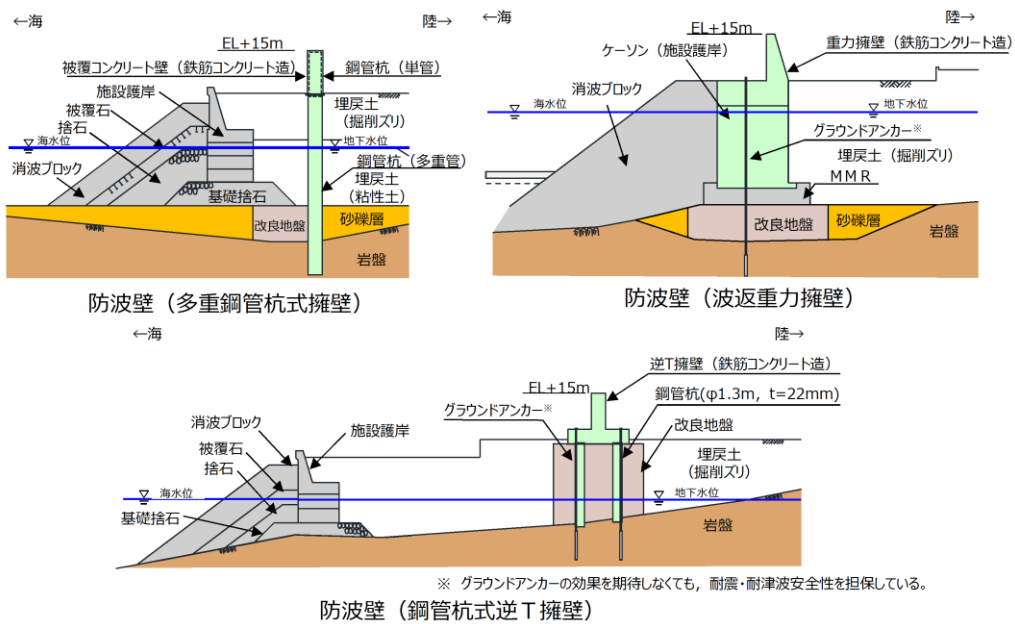 ←海
陸→
EL+15m
被覆コンクリート壁（鉄筋コンクリート造）
鋼管杭（単管）
施設護岸
被覆石
捨石
埋戻土
（掘削ズリ）
海水位
地下水位
鋼管杭（多重管）
消波ブロック
埋戻土
（粘性土）
基礎捨石
改良地盤
砂礫層
岩盤
防波壁（多重鋼管杭式擁壁）
←海
陸→
EL+15m
ケーソン（施設護岸）
重力擁壁（鉄筋コンクリート造）
消波ブロック
海水位
地下水位
グラウンドアンカー※
埋戻土（掘削ズリ）
MMR
改良地盤
砂礫層
岩盤
防波壁（波返重力擁壁）
←海
陸→
逆T擁壁（鉄筋コンクリート造）
EL+15m
鋼管杭(φ1.3m，t=22mm)
グラウンドアンカー※
消波ブロック
施設護岸
改良地盤
被覆石
捨石
埋戻土
（掘削ズリ）
海水位
地下水位
基礎捨石
岩盤
※ グラウンドアンカーの効果を期待しなくても，耐震・耐津波安全性を担保している。
防波壁（鋼管杭式逆Ｔ擁壁）